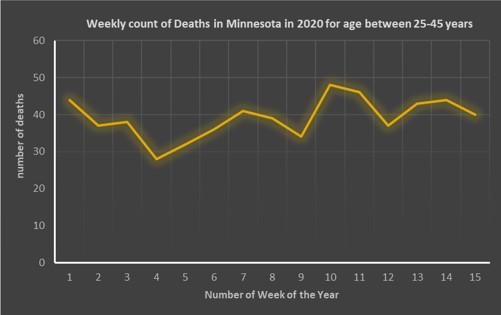 Weekly count of Deaths in Minnesota in 2020 for age between 25-45 years
60
50
40
30
20
10
0
number of deaths
1 2 3 4 5 6 7 8 9 10 11 12 13 14 15
Number of Week of the Year